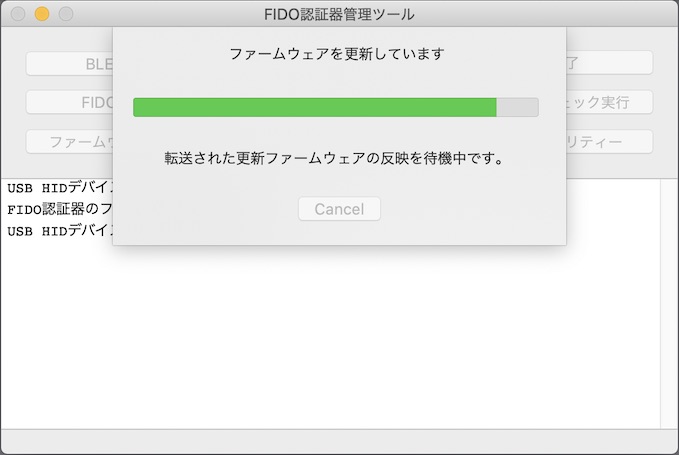 FIDO認証器管理ツール
ファームウェアを更新しています
転送された更新ファームウェアの反映を待機中です。
Cancel
BLE
了
FIDO
ェック実行
ファームウ
リティー
USB HIDデバイス
FIDO認証器のフ
USB HIDデバイス